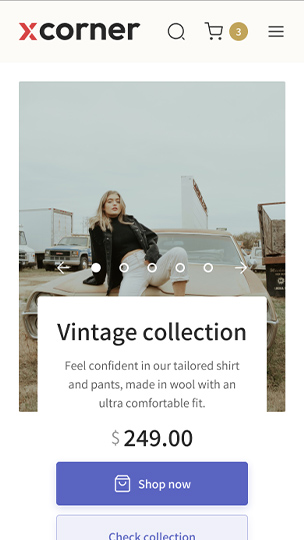 xcorner
3
Vintage collection
Feel confident in our tailored shirt
and pants, made in wool with an
ultra comfortable fit.
$ 249.00
Shop now
Check collection